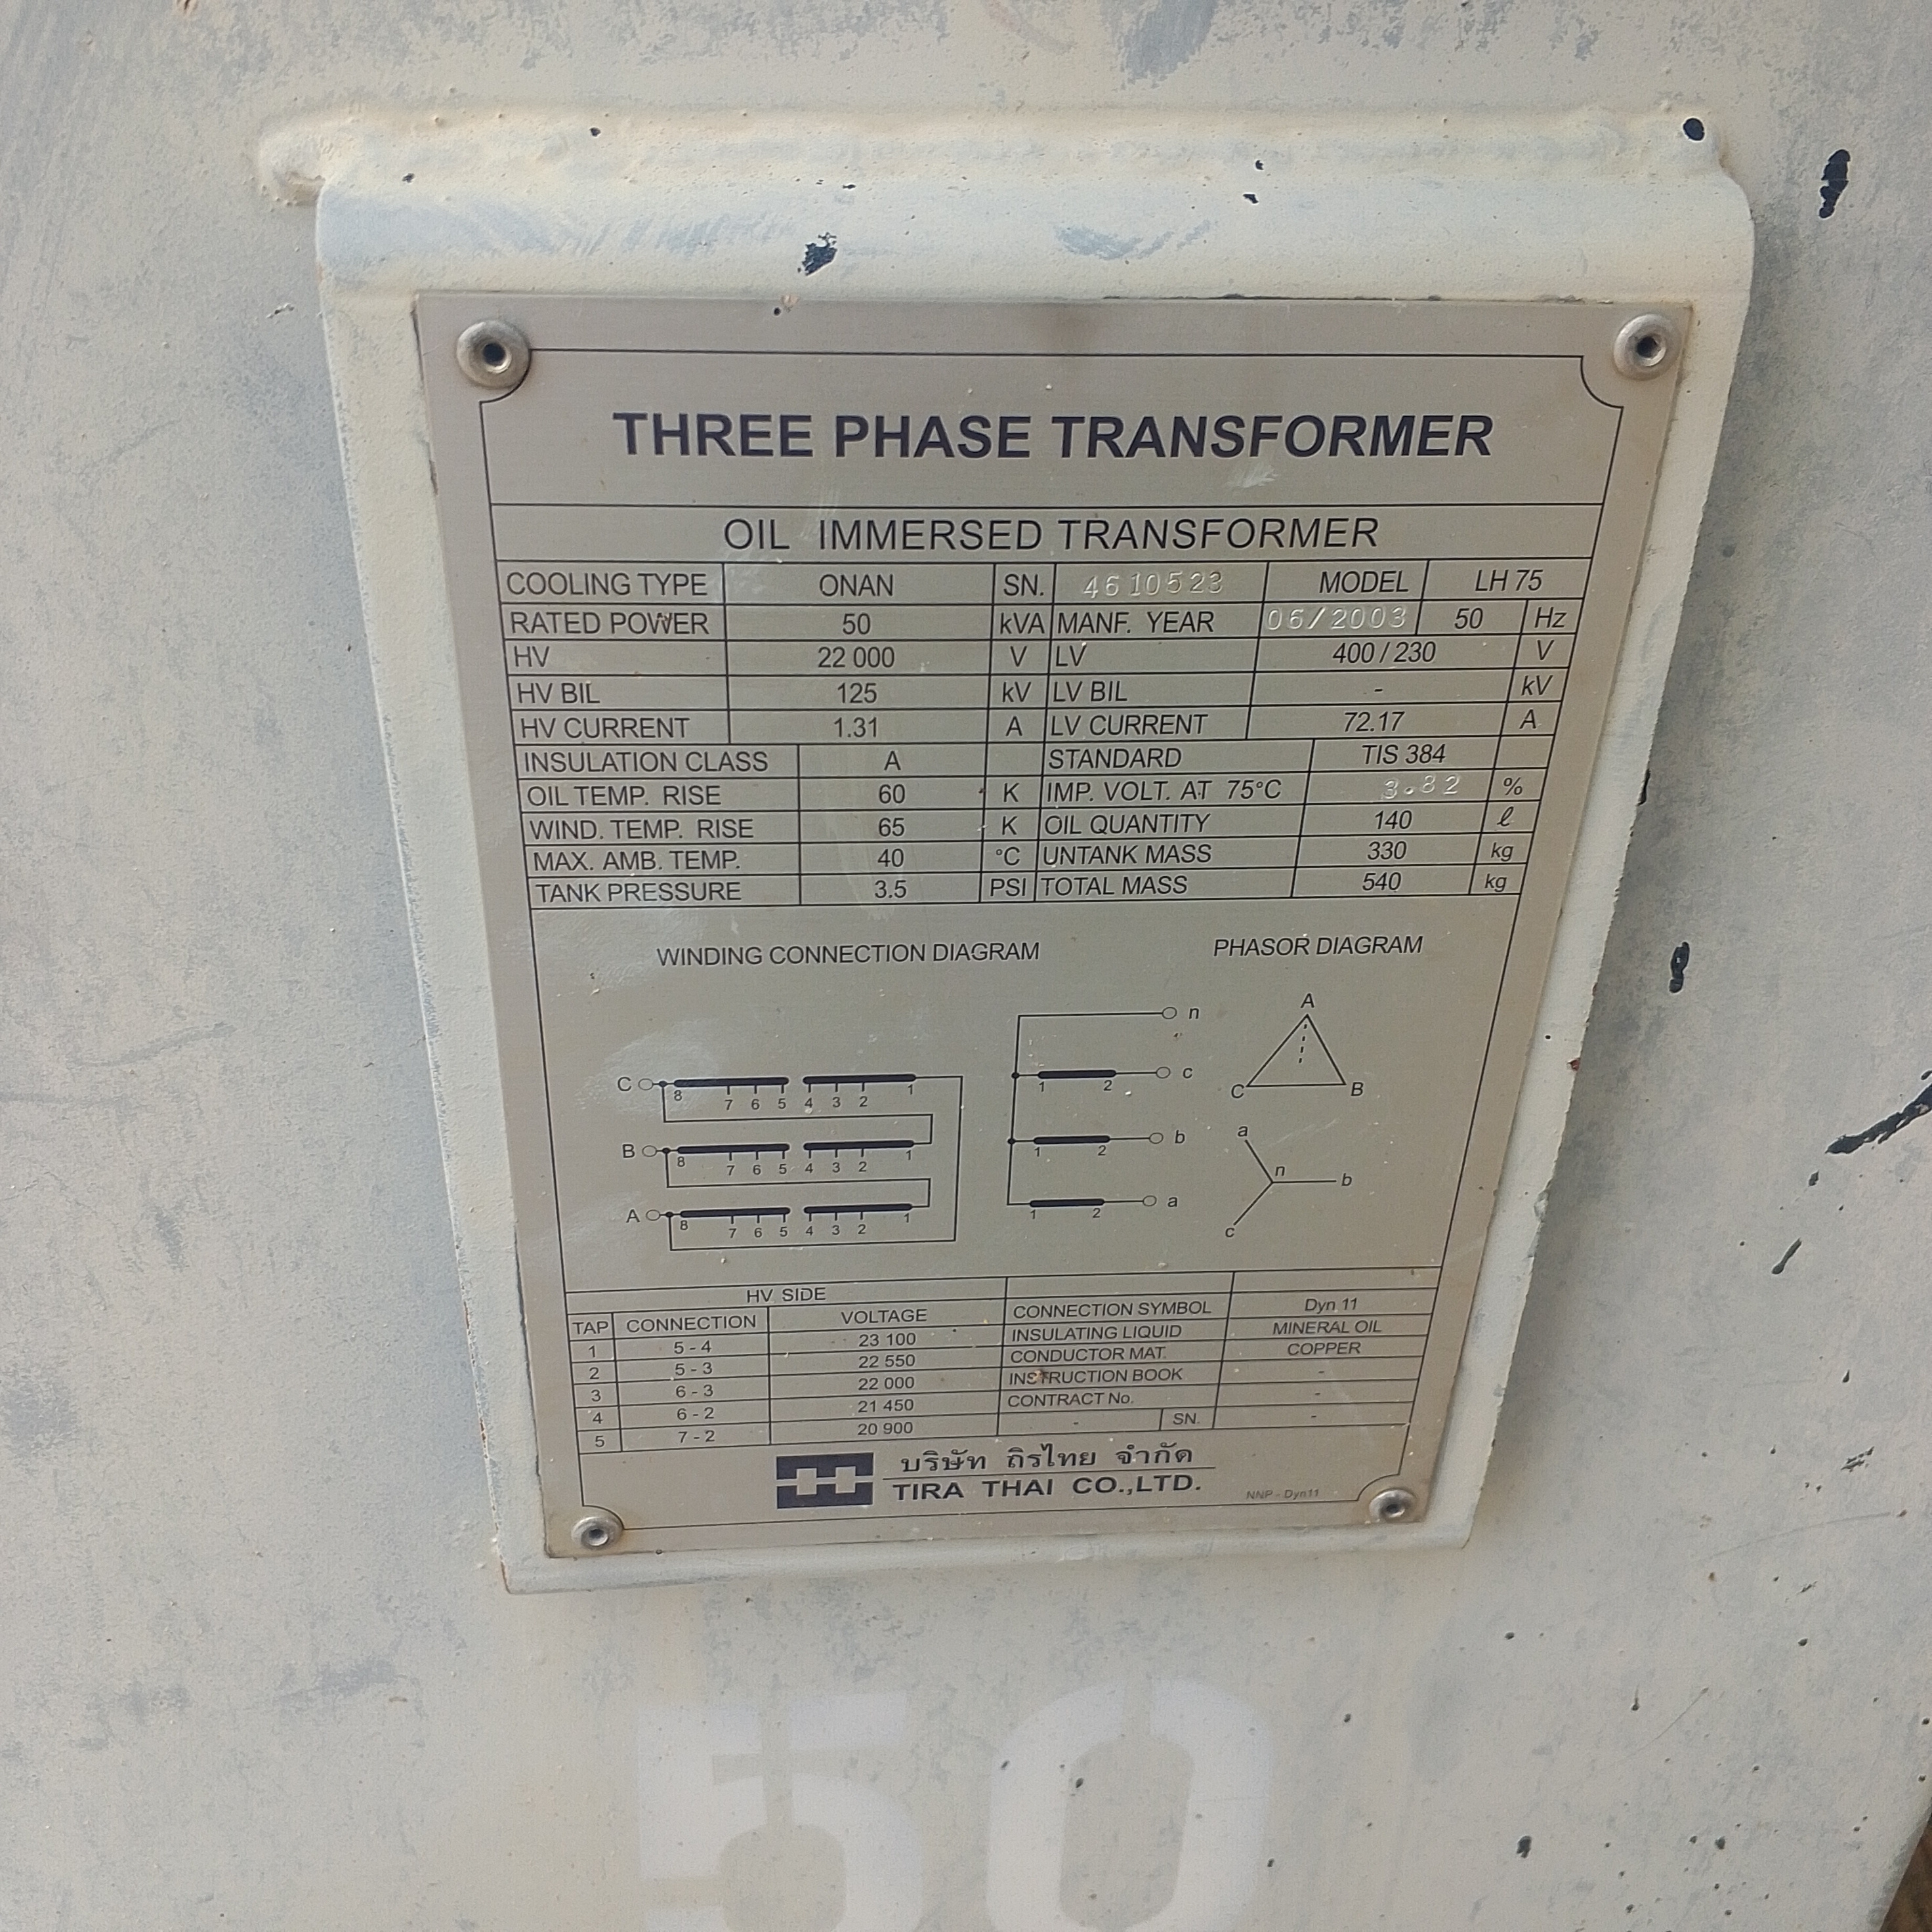 THREE PHASE TRANSFORMER
OIL IMMERSED TRANSFORMER
COOLING TYPE ONAN SN. 4610523 MODEL LH 75
RATED POWER 50 kVA MANF. YEAR 06/2003 50 Hz
HV 22 000 V LV 400 / 230 V
HV BIL 125 kV LV BIL - kV
HV CURRENT 1.31 A LV CURRENT 72.17 A
INSULATION CLASS A STANDARD TIS 384
OIL TEMP. RISE 60 K IMP. VOLT. AT 75°C 3.82 %
WIND. TEMP. RISE 65 K OIL QUANTITY 140 ℓ
MAX. AMB. TEMP. 40 °C UNTANK MASS 330 kg
TANK PRESSURE 3.5 PSI TOTAL MASS 540 kg
WINDING CONNECTION DIAGRAM PHASOR DIAGRAM
n A
C 8 7 6 5 4 3 2 1 1 2 c C B
B 8 7 6 5 4 3 2 1 1 2 b a n b
A 8 7 6 5 4 3 2 1 1 2 a c
HV SIDE
TAP CONNECTION VOLTAGE CONNECTION SYMBOL Dyn 11
1 5 - 4 23 100 INSULATING LIQUID MINERAL OIL
2 5 - 3 22 550 CONDUCTOR MAT. COPPER
3 6 - 3 22 000 INSTRUCTION BOOK -
4 6 - 2 21 450 CONTRACT No. -
5 7 - 2 20 900 - SN. -
บริษัท ถิรไทย จำกัด
TIRA THAI CO.,LTD.
NNP - Dyn11
50